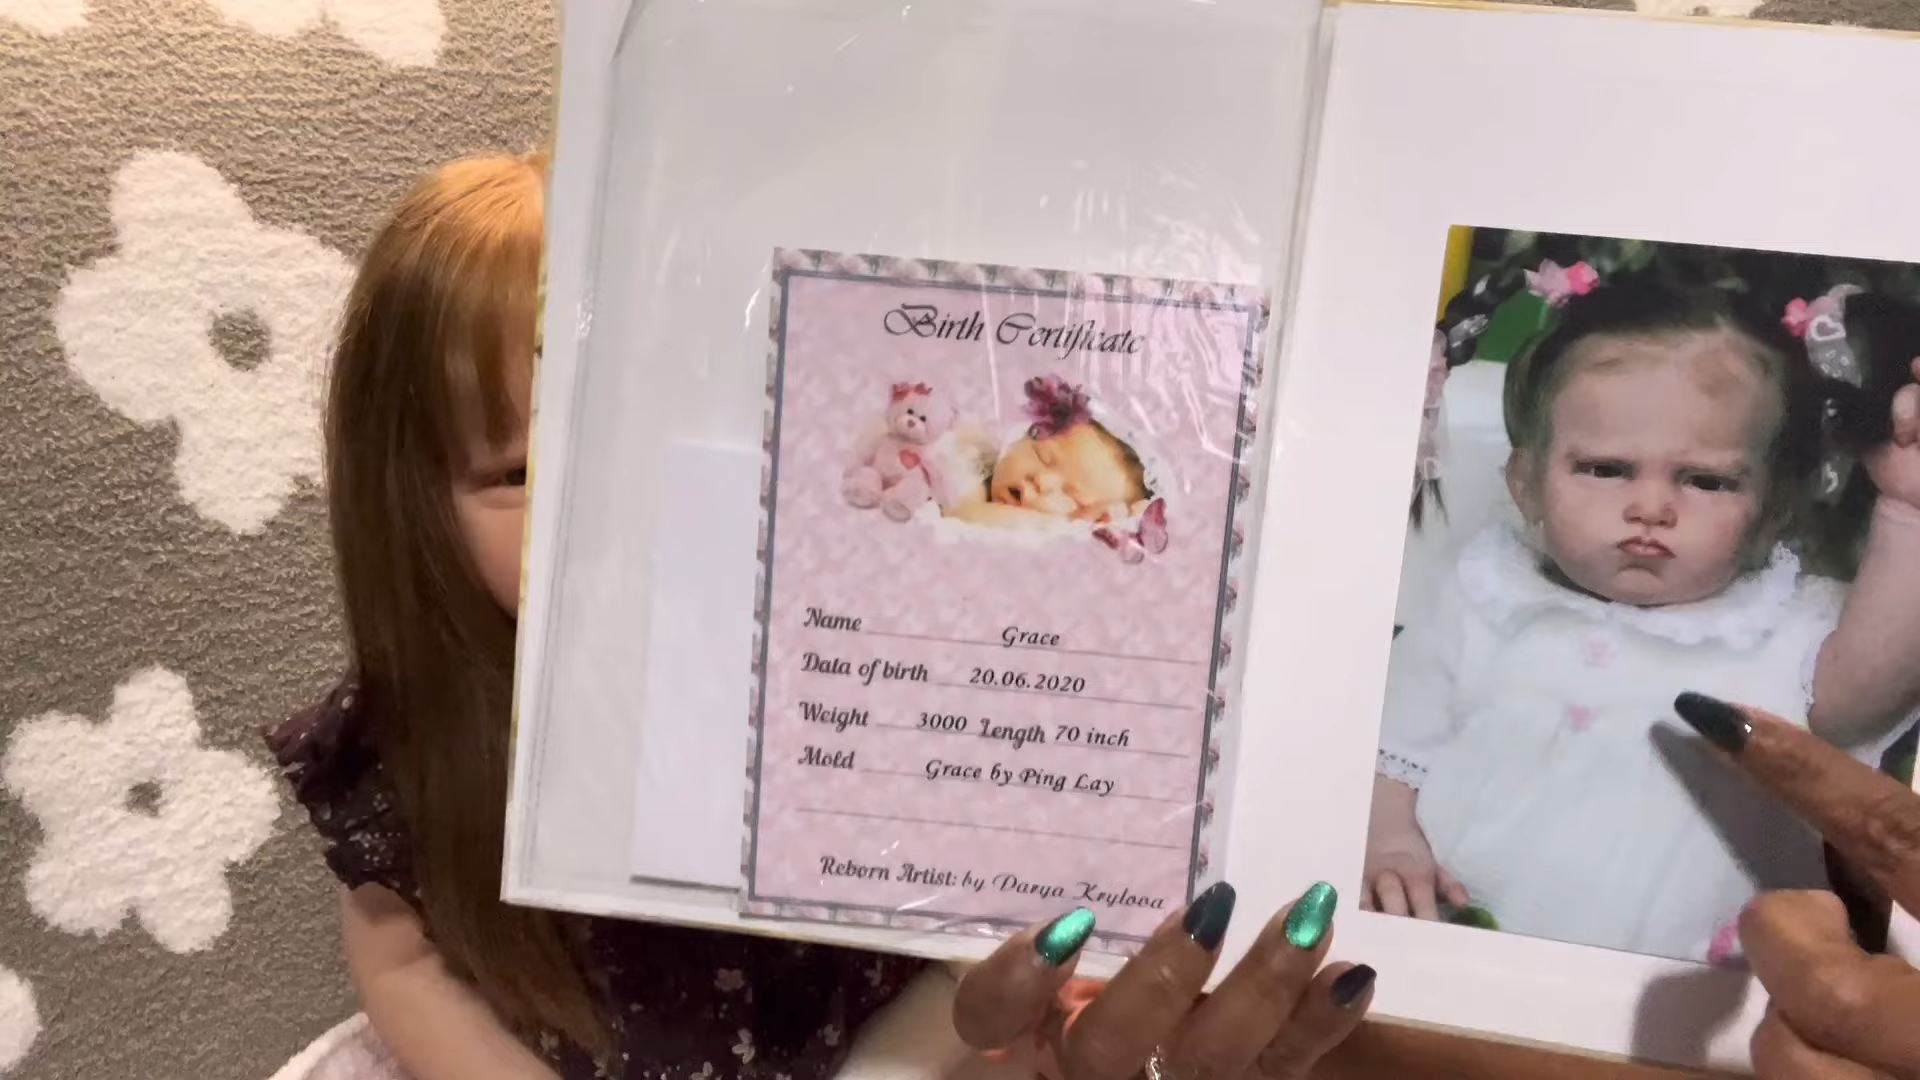 Birth Certificate
Name Grace
Data of birth 20.06.2020
Weight 3000 Length 70 inch
Mold Grace by Ping Lay
Reborn Artist: by Darya Krylova